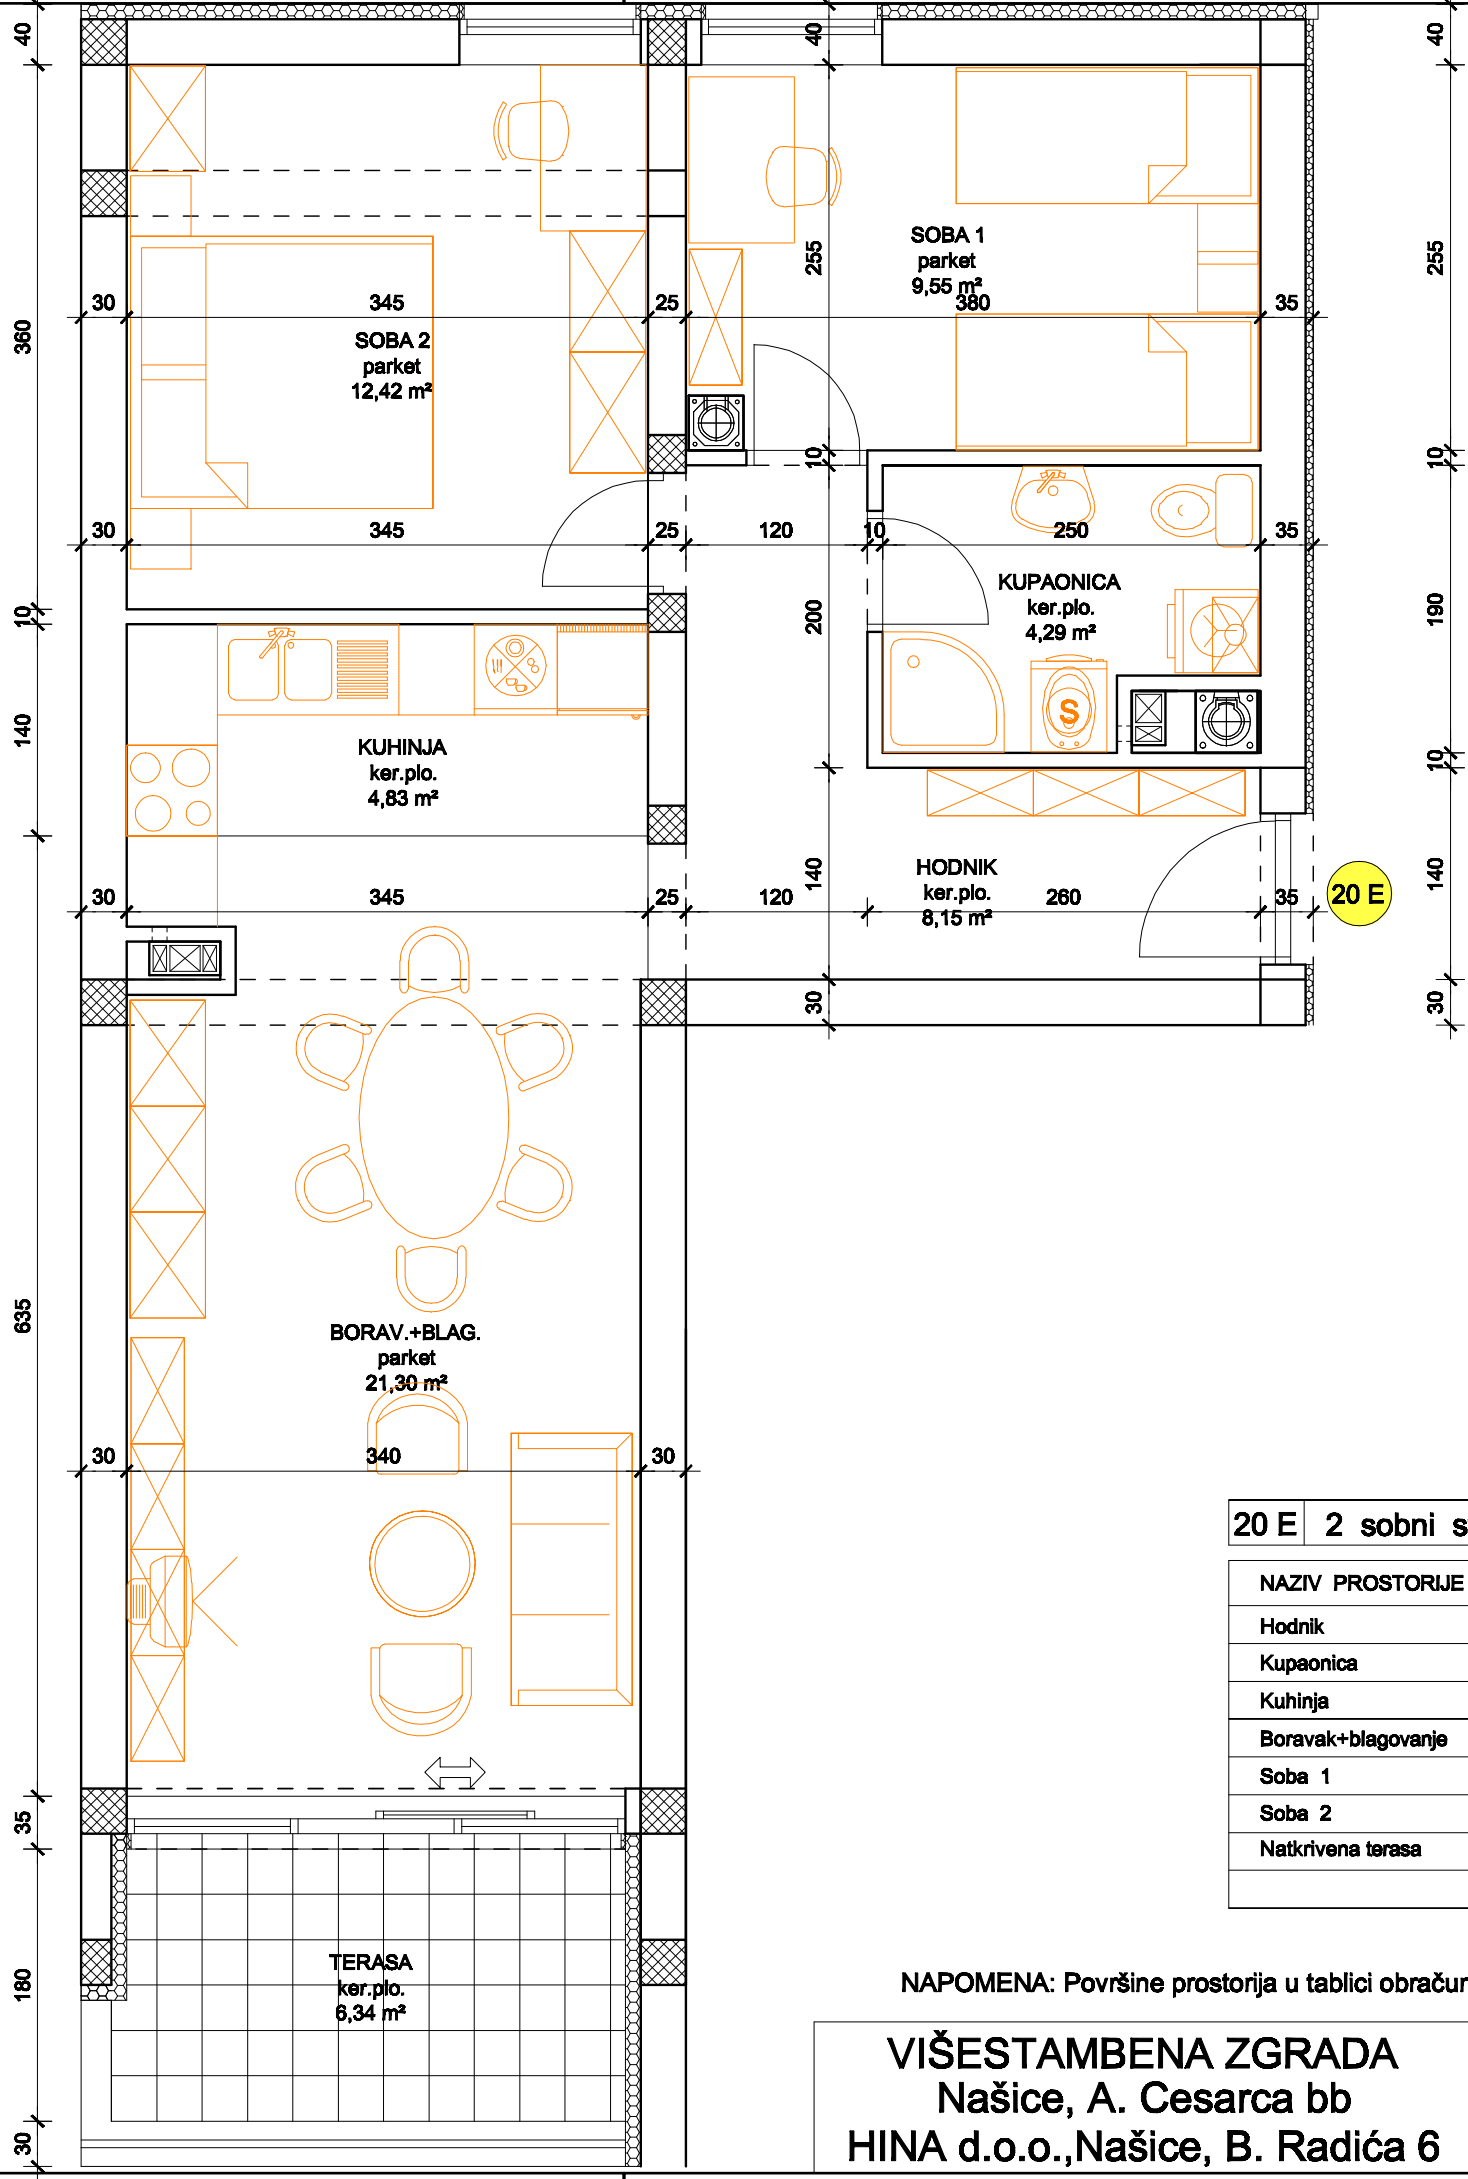 40
40
40
SOBA 1
parket
9,55 m²
255
255
30
345
25
380
35
360
SOBA 2
parket
12,42 m²
10
10
30
345
25
120
10
250
35
KUPAONICA
ker.plo.
4,29 m²
10
200
190
S
140
KUHINJA
ker.plo.
4,83 m²
10
HODNIK
ker.plo.
8,15 m²
140
140
30
345
25
120
260
35
20 E
30
30
635
BORAV.+BLAG.
parket
21,30 m²
30
340
30
20 E
2 sobni s
NAZIV PROSTORIJE
Hodnik
Kupaonica
Kuhinja
Boravak+blagovanje
Soba 1
Soba 2
Natkrivena terasa
35
180
TERASA
ker.plo.
6,34 m²
30
NAPOMENA: Površine prostorija u tablici obračun
VIŠESTAMBENA ZGRADA
Našice, A. Cesarca bb
HINA d.o.o.,Našice, B. Radića 6